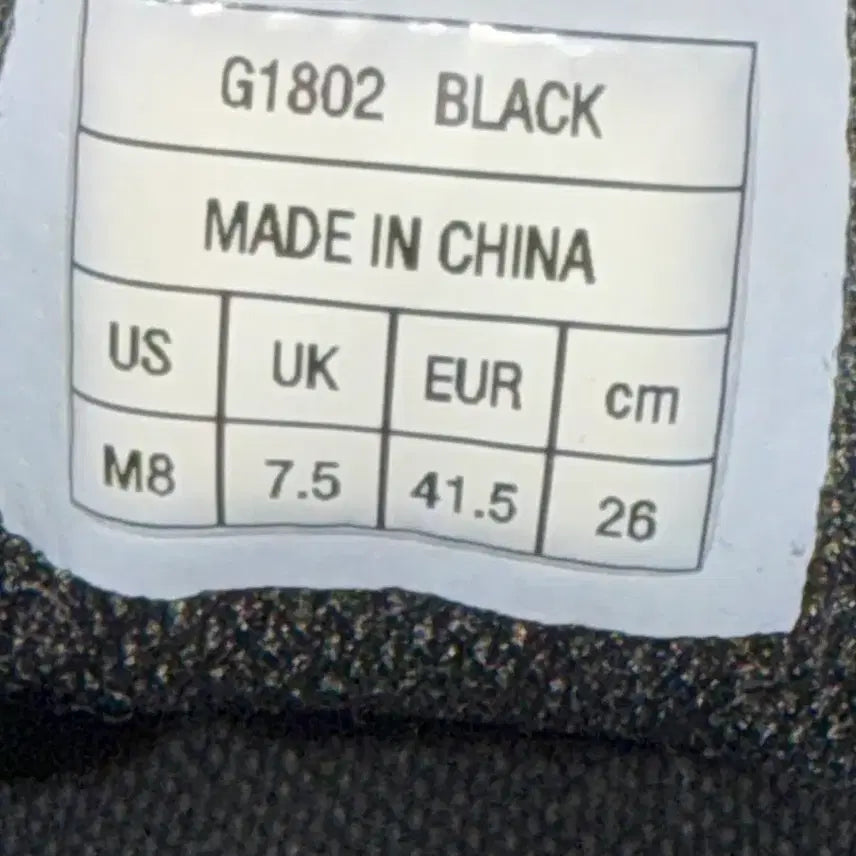 G1802 BLACK
MADE IN CHINA
US UK EUR cm
M8 7.5 41.5 26